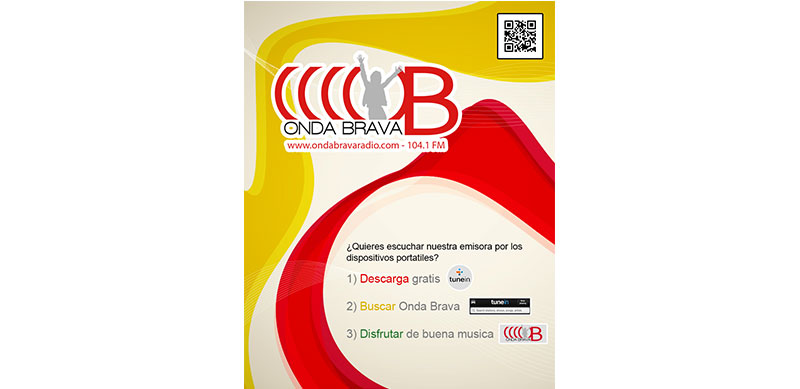 B
ONDA BRAVA
www.ondabravaradio.com - 104.1 FM
¿Quieres escuchar nuestra emisora por los
dispositivos portatiles?
1) Descarga gratis
tunein
2) Buscar Onda Brava
tunein
3) Disfrutar de buena musica
ONDA BRAVA
B